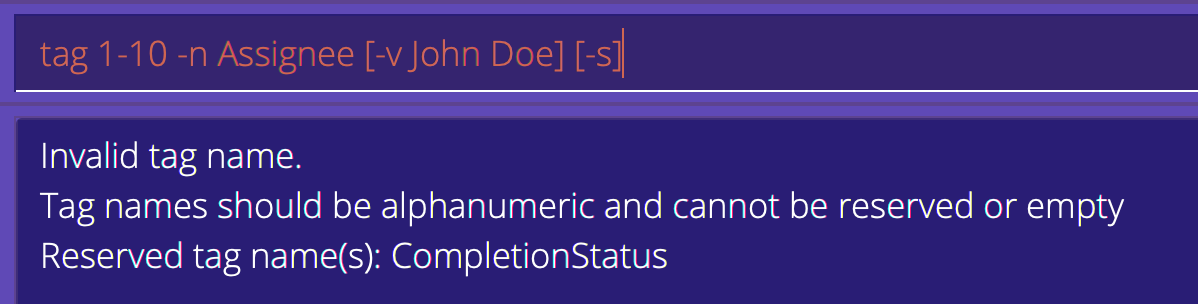 tag 1-10 -n Assignee [-v John Doe] [-s]
Invalid tag name.
Tag names should be alphanumeric and cannot be reserved or empty
Reserved tag name(s): CompletionStatus